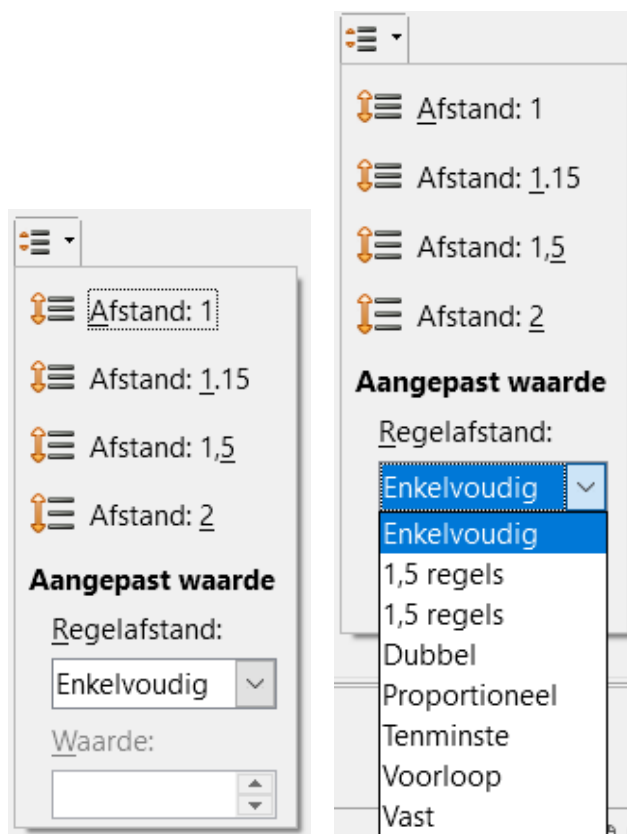 Afstand: 1
Afstand: 1.15
Afstand: 1,5
Afstand: 2
Aangepast waarde
Regelafstand:
Enkelvoudig
Waarde:
Afstand: 1
Afstand: 1.15
Afstand: 1,5
Afstand: 2
Aangepast waarde
Regelafstand:
Enkelvoudig
Enkelvoudig
1,5 regels
1,5 regels
Dubbel
Proportioneel
Tenminste
Voorloop
Vast